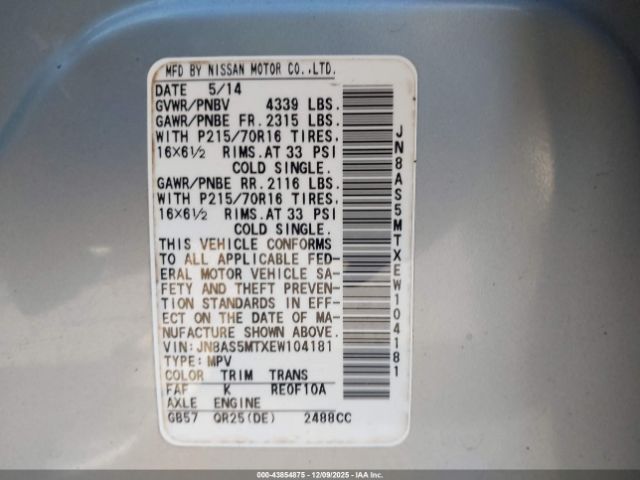 MFD BY NISSAN MOTOR CO.,LTD.
DATE 5/14
GVWR/PNBV 4339 LBS.
GAWR/PNBE FR. 2315 LBS.
WITH P215/70R16 TIRES.
16X6½ RIMS.AT 33 PSI
COLD SINGLE.
GAWR/PNBE RR. 2116 LBS.
WITH P215/70R16 TIRES.
16X6½ RIMS.AT 33 PSI
COLD SINGLE.
THIS VEHICLE CONFORMS
TO ALL APPLICABLE FED-
ERAL MOTOR VEHICLE SA-
FETY AND THEFT PREVEN-
TION STANDARDS IN EFF-
ECT ON THE DATE OF MA-
NUFACTURE SHOWN ABOVE.
VIN:JN8AS5MTXEW104181
TYPE:MPV
COLOR TRIM TRANS
FAF K RE0F10A
AXLE ENGINE
GB57 QR25(DE) 2488CC
JN8AS5MTXEW104181
000-43854875 - 12/09/2025 - IAAI, Inc.